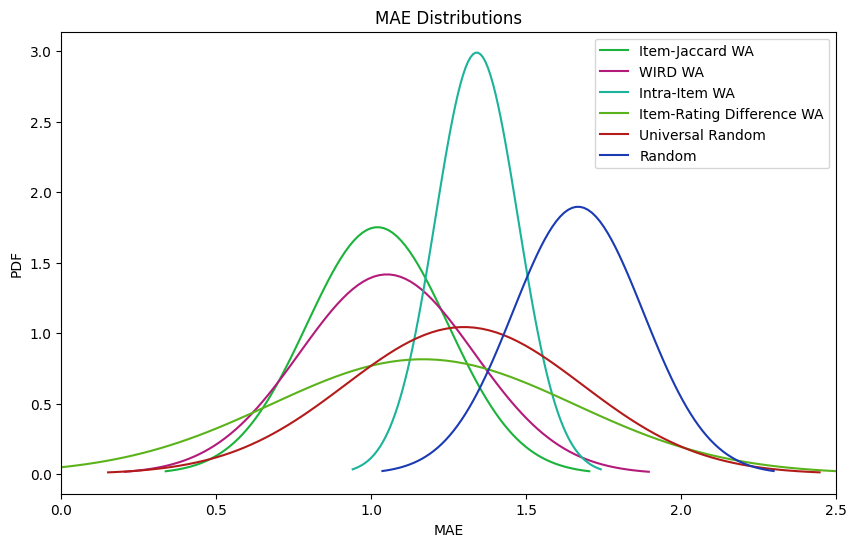 MAE Distributions
Item-Jaccard WA
WIRD WA
Intra-Item WA
Item-Rating Difference WA
Universal Random
Random
PDF
3.0
2.5
2.0
1.5
1.0
0.5
0.0
0.0 0.5 1.0 1.5 2.0 2.5
MAE